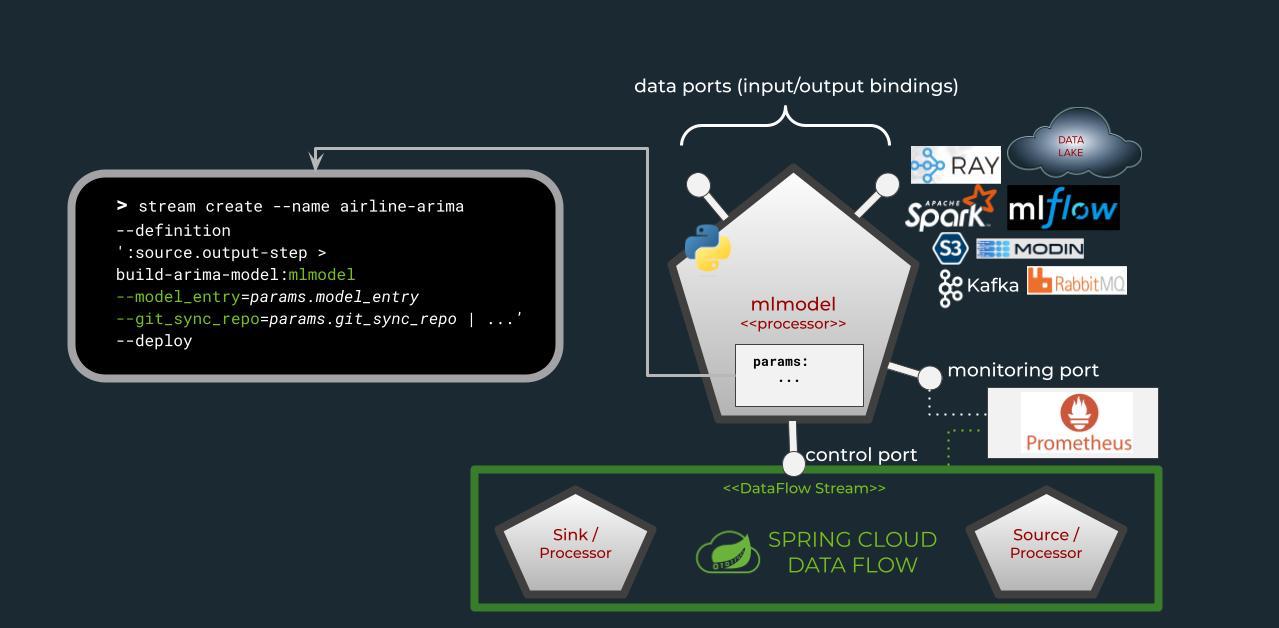 data ports (input/output bindings)
DATA
LAKE
RAY
APACHE
Spark
mlflow
S3
MODIN
Kafka
RabbitMQ
> stream create --name airline-arima
--definition
':source.output-step >
build-arima-model:mlmodel
--model_entry=params.model_entry
--git_sync_repo=params.git_sync_repo | ...’
--deploy
mlmodel
<<processor>>
params:
...
monitoring port
Prometheus
control port
<<DataFlow Stream>>
Sink /
Processor
SPRING CLOUD
DATA FLOW
Source /
Processor